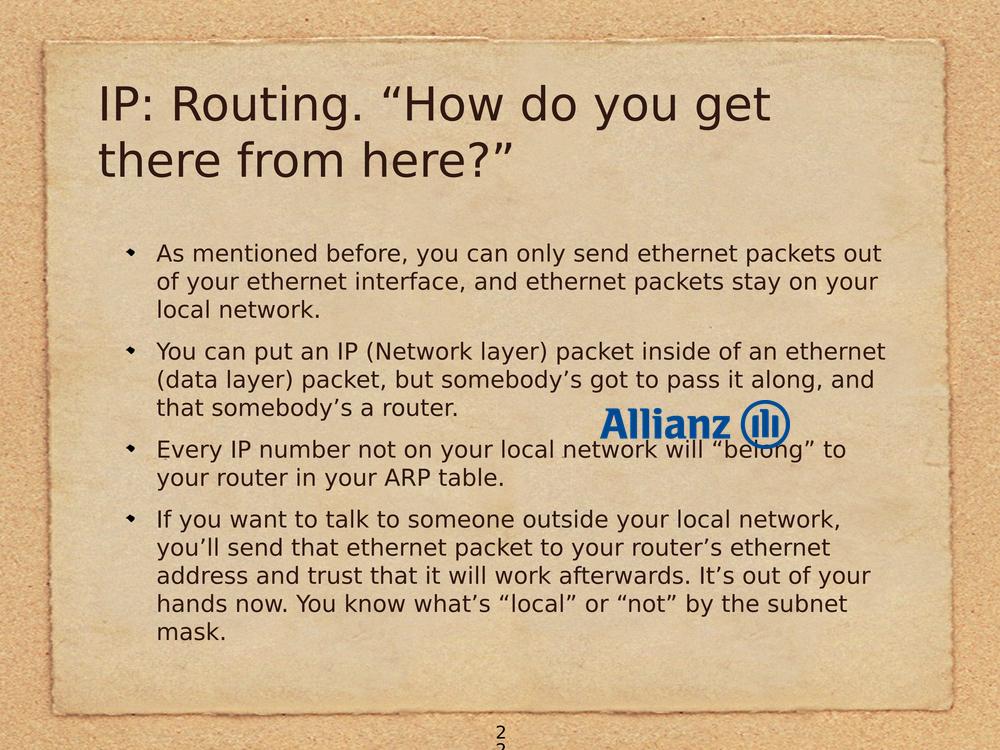 IP: Routing. “How do you get
there from here?”
As mentioned before, you can only send ethernet packets out
of your ethernet interface, and ethernet packets stay on your
local network.
You can put an IP (Network layer) packet inside of an ethernet
(data layer) packet, but somebody’s got to pass it along, and
that somebody’s a router.
Allianz
Every IP number not on your local network will “belong” to
your router in your ARP table.
If you want to talk to someone outside your local network,
you’ll send that ethernet packet to your router’s ethernet
address and trust that it will work afterwards. It’s out of your
hands now. You know what’s “local” or “not” by the subnet
mask.
2
2